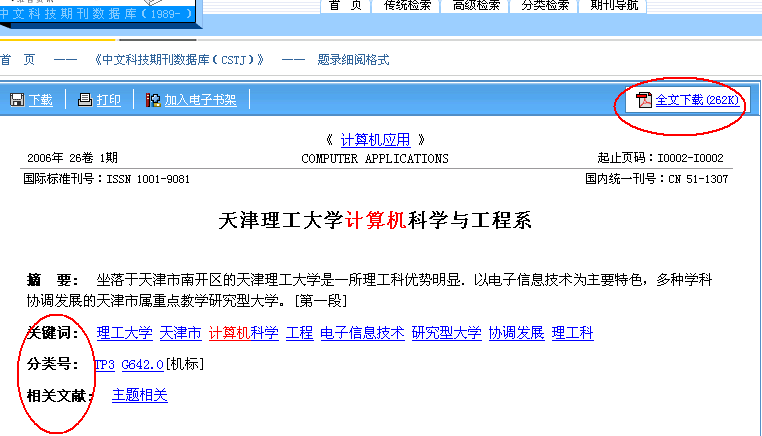 中文科技期刊数据库(1989-)
首 页 传统检索 高级检索 分类检索 期刊导航
首 页 —— 《中文科技期刊数据库(CSTJ)》 —— 题录细阅格式
下载 打印 加入电子书架 全文下载(262K)
《 计算机应用 》
2006年 26卷 1期 COMPUTER APPLICATIONS 起止页码:I0002-I0002
国际标准刊号:ISSN 1001-9081 国内统一刊号:CN 51-1307
天津理工大学计算机科学与工程系
摘 要: 坐落于天津市南开区的天津理工大学是一所理工科优势明显.以电子信息技术为主要特色,多种学科
协调发展的天津市属重点教学研究型大学。[第一段]
关键词: 理工大学 天津市 计算机科学 工程 电子信息技术 研究型大学 协调发展 理工科
分类号: TP3 G642.0[机标]
相关文献: 主题相关